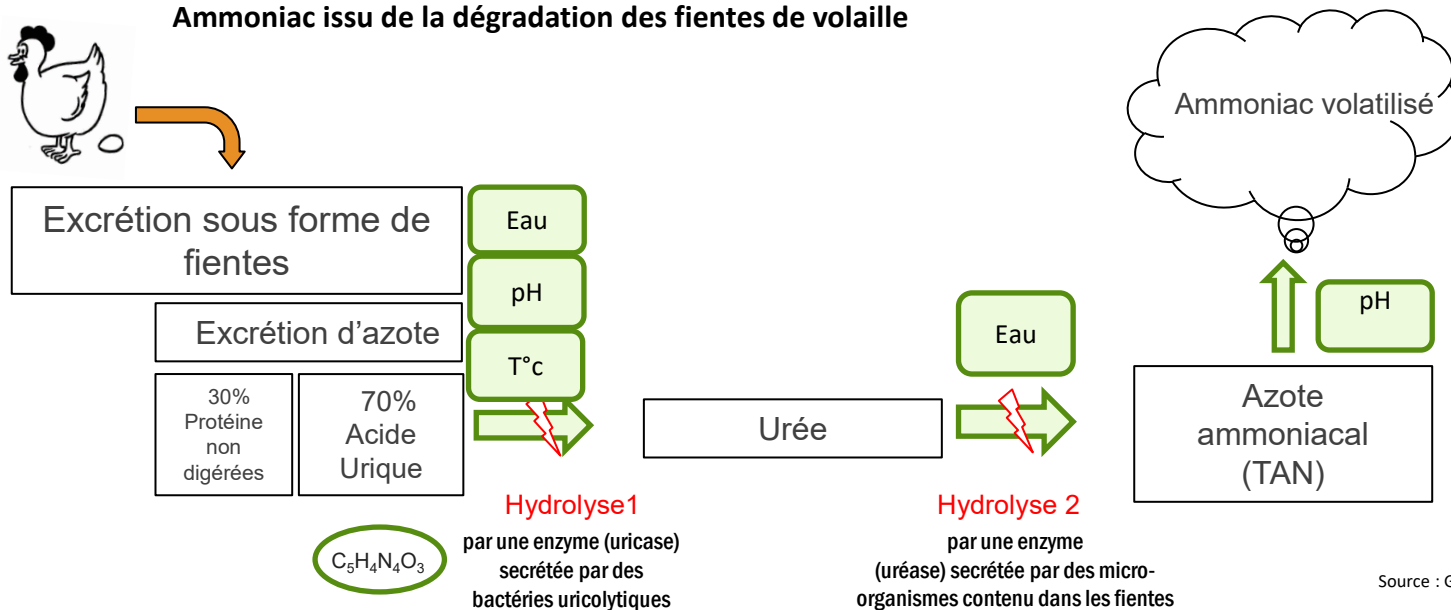 Ammoniac issu de la dégradation des fientes de volaille
Ammoniac volatilisé
Excrétion sous forme de
fientes
Eau
pH
T°c
Excrétion d'azote
30%
Protéine
non
digérées
70%
Acide
Urique
Urée
Eau
pH
Azote
ammoniacal
(TAN)
Hydrolyse1
par une enzyme (uricase)
secrétée par des
bactéries uricolytiques
Hydrolyse 2
par une enzyme
(uréase) secrétée par des micro-
organismes contenu dans les fientes
C₅H₄N₄O₃
Source : G